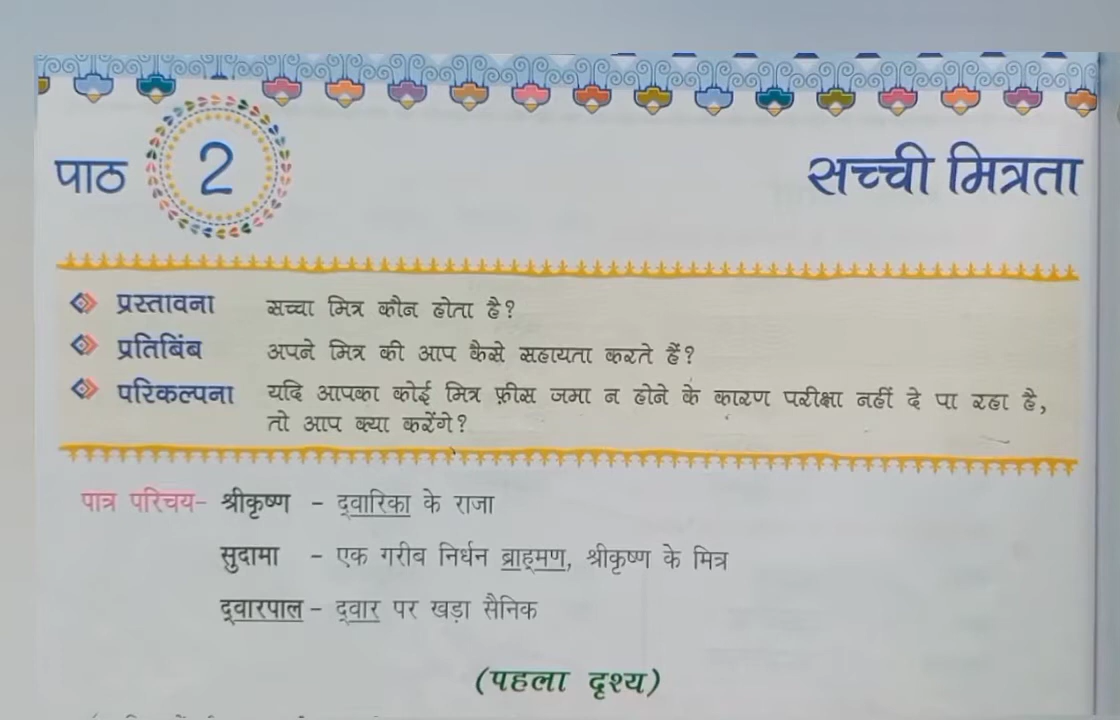 पाठ 2 सच्ची मित्रता
प्रस्तावना सच्चा मित्र कौन होता है?
प्रतिबिंब अपने मित्र की आप कैसे सहायता करते हैं?
परिकल्पना यदि आपका कोई मित्र फ़ीस जमा न होने के कारण परीक्षा नहीं दे पा रहा है,
तो आप क्या करेंगे?
पात्र परिचय- श्रीकृष्ण - द्‌वारिका के राजा
सुदामा - एक गरीब निर्धन ब्राह्‌मण, श्रीकृष्ण के मित्र
द्‌वारपाल - द्‌वार पर खड़ा सैनिक
(पहला दृश्य)